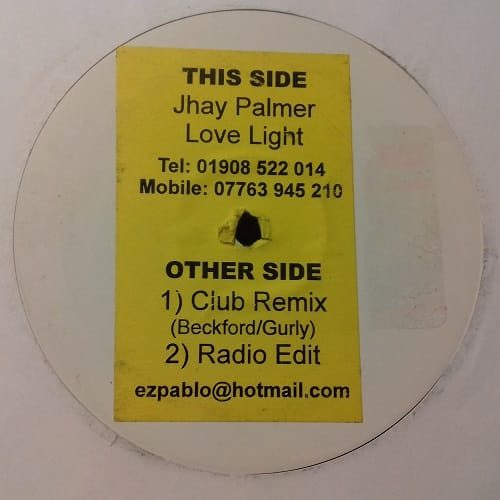 THIS SIDE
Jhay Palmer
Love Light
Tel: 01908 522 014
Mobile: 07763 945 210
OTHER SIDE
1) Club Remix
(Beckford/Gurly)
2) Radio Edit
ezpablo@hotmail.com